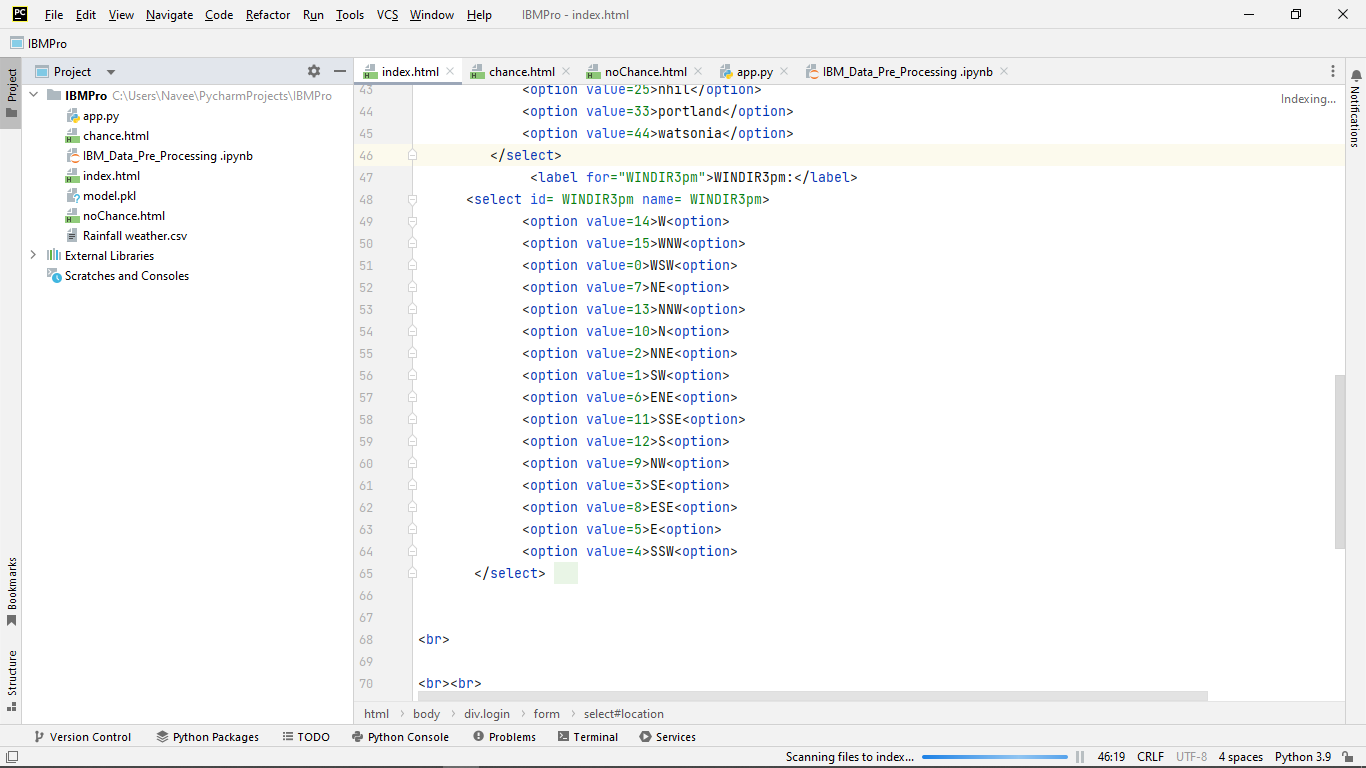 PC File Edit View Navigate Code Refactor Run Tools VCS Window Help IBMPro - index.html
IBMPro
Project
Project
index.html chance.html noChance.html app.py IBM_Data_Pre_Processing .ipynb
Notifications
Indexing...
IBMPro C:\Users\Navee\PycharmProjects\IBMPro
app.py
chance.html
IBM_Data_Pre_Processing .ipynb
index.html
model.pkl
noChance.html
Rainfall weather.csv
External Libraries
Scratches and Consoles
43 <option value=25>nhil</option>
44 <option value=33>portland</option>
45 <option value=44>watsonia</option>
46 </select>
47 <label for="WINDIR3pm">WINDIR3pm:</label>
48 <select id= WINDIR3pm name= WINDIR3pm>
49 <option value=14>W<option>
50 <option value=15>WNW<option>
51 <option value=0>WSW<option>
52 <option value=7>NE<option>
53 <option value=13>NNW<option>
54 <option value=10>N<option>
55 <option value=2>NNE<option>
56 <option value=1>SW<option>
57 <option value=6>ENE<option>
58 <option value=11>SSE<option>
59 <option value=12>S<option>
60 <option value=9>NW<option>
61 <option value=3>SE<option>
62 <option value=8>ESE<option>
63 <option value=5>E<option>
64 <option value=4>SSW<option>
65 </select>
66
67
68 <br>
69
70 <br><br>
Bookmarks
Structure
html body div.login form select#location
Version Control Python Packages TODO Python Console Problems Terminal Services
Scanning files to index... 46:19 CRLF UTF-8 4 spaces Python 3.9